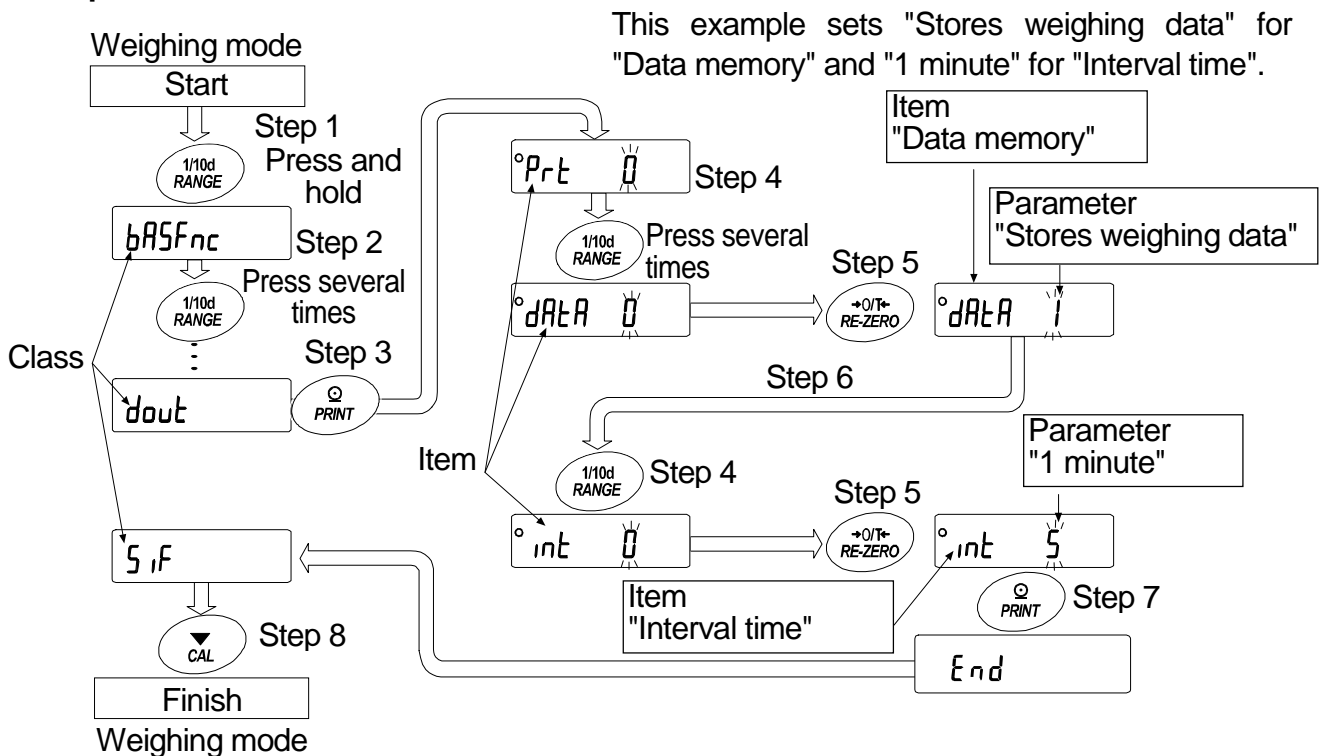 This example sets "Stores weighing data" for
"Data memory" and "1 minute" for "Interval time".
Weighing mode
Start
Step 1
Press and
hold
1/10d
RANGE
bASFnc
Step 2
Press several
times
1/10d
RANGE
Class
dout
Step 3
PRINT
Prt 0
Step 4
1/10d
RANGE
Press several
times
dAtA 0
Step 5
→0/T←
RE-ZERO
Item
"Data memory"
Parameter
"Stores weighing data"
dAtA 1
Step 6
Item
1/10d
RANGE
Step 4
int 0
Step 5
→0/T←
RE-ZERO
Parameter
"1 minute"
int 5
Item
"Interval time"
PRINT
Step 7
End
SiF
CAL
Step 8
Finish
Weighing mode